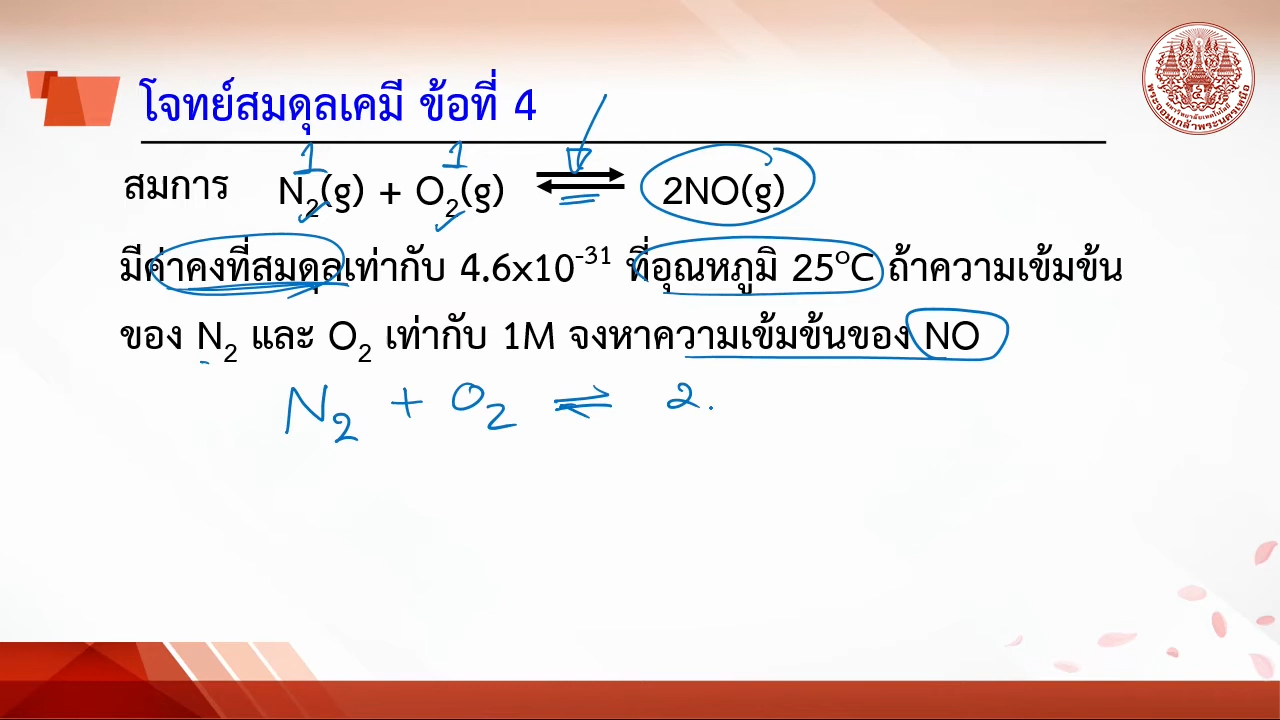 โจทย์สมดุลเคมี ข้อที่ 4
1 1
สมการ N2(g) + O2(g) ⇌ 2NO(g)
มีค่าคงที่สมดุลเท่ากับ 4.6x10-31 ที่อุณหภูมิ 25OC ถ้าความเข้มข้น
ของ N2 และ O2 เท่ากับ 1M จงหาความเข้มข้นของ NO
N2 + O2 ⇌ 2